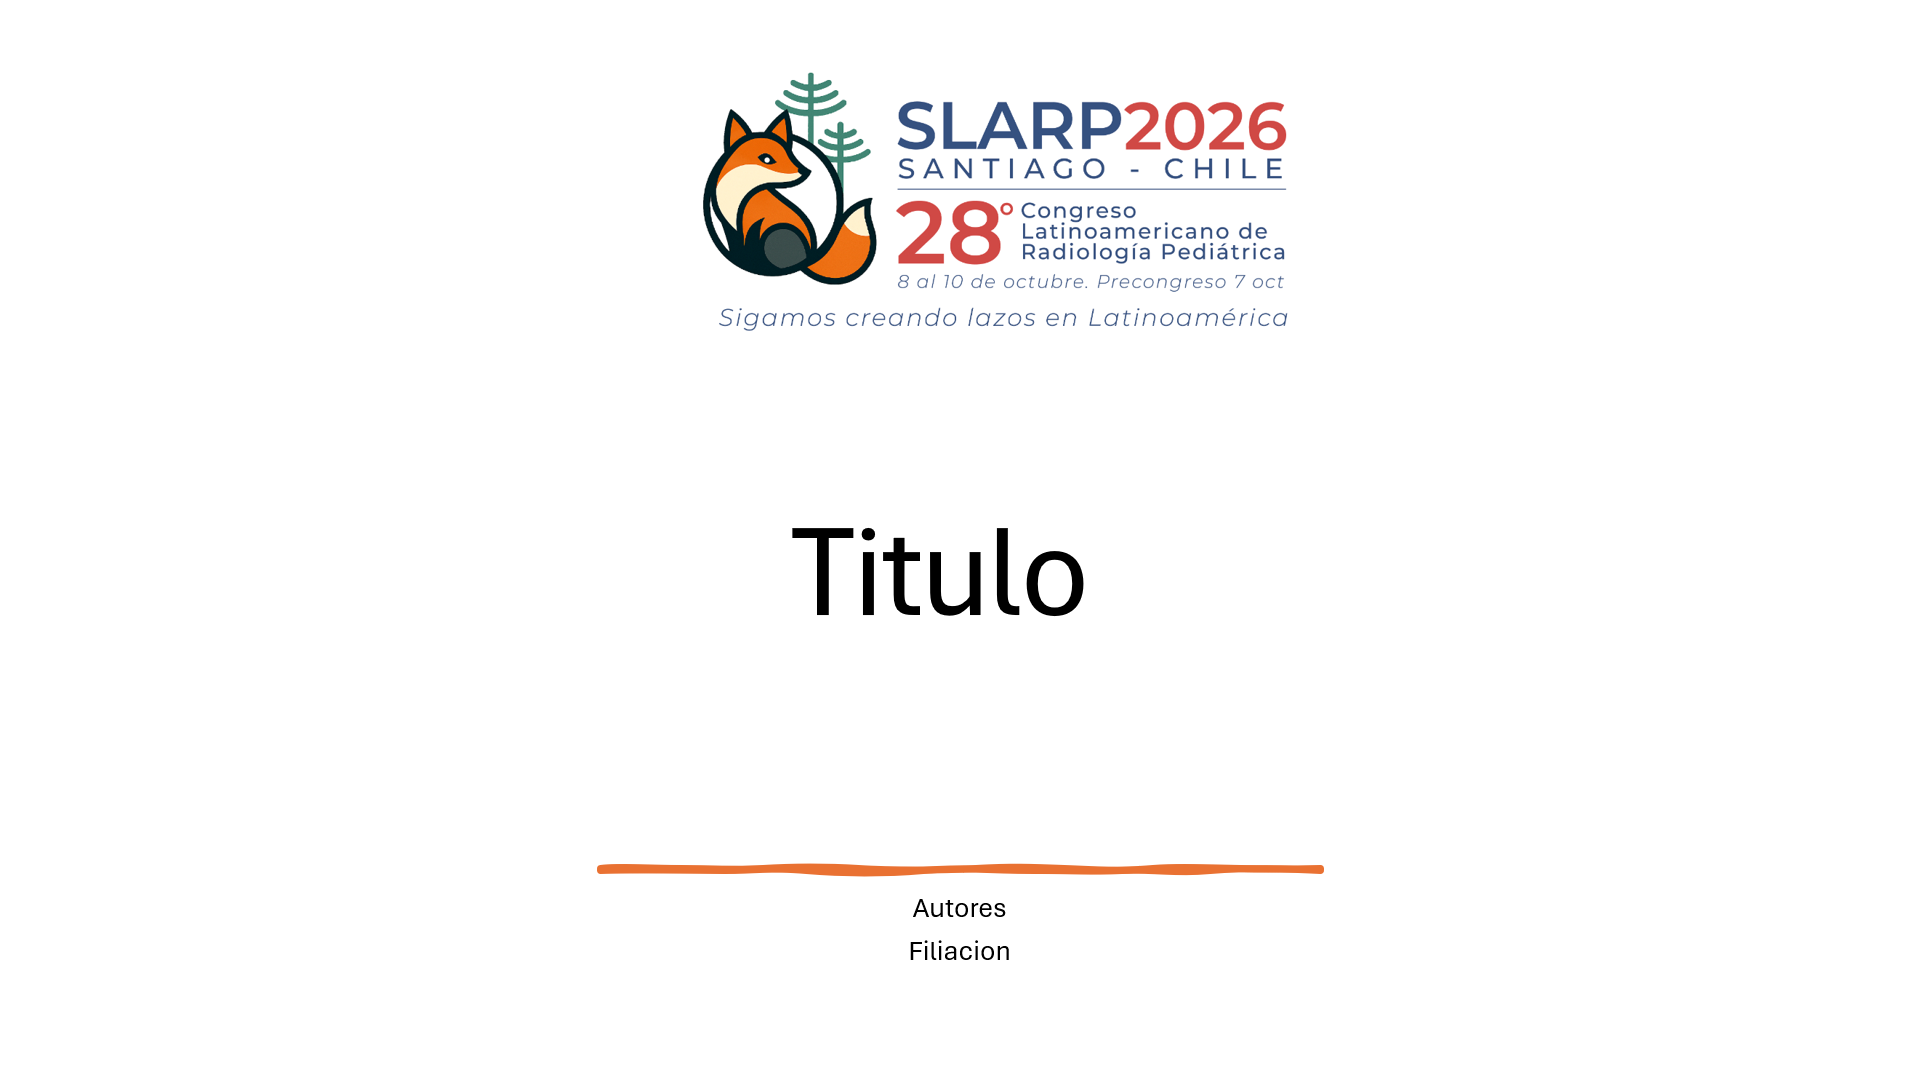 SLARP2026
SANTIAGO - CHILE
28° Congreso
Latinoamericano de
Radiología Pediátrica
8 al 10 de octubre. Precongreso 7 oct
Sigamos creando lazos en Latinoamérica
Titulo
Autores
Filiacion